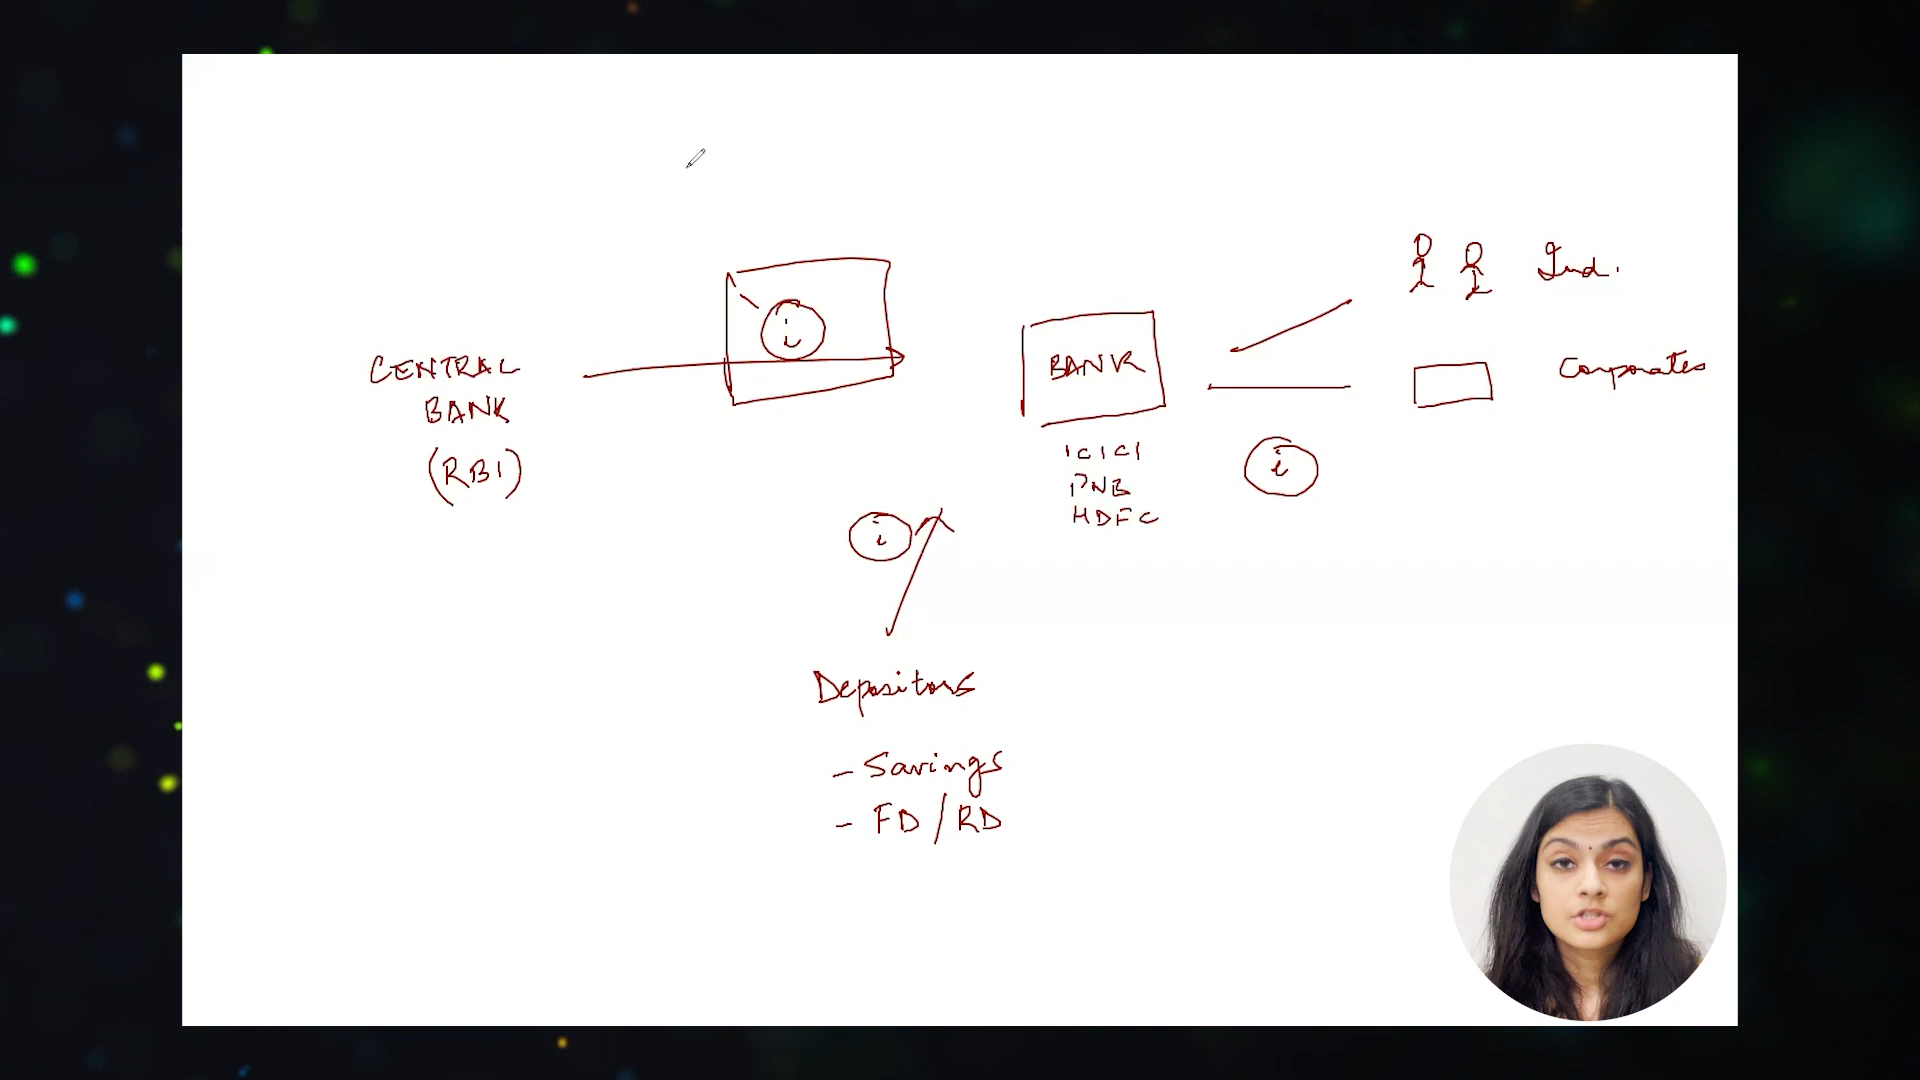 CENTRAL
BANK
(RBI)
i
BANK
ICICI
PNB
HDFC
Ind.
Corporates
i
i
Depositors
- Savings
- FD/RD